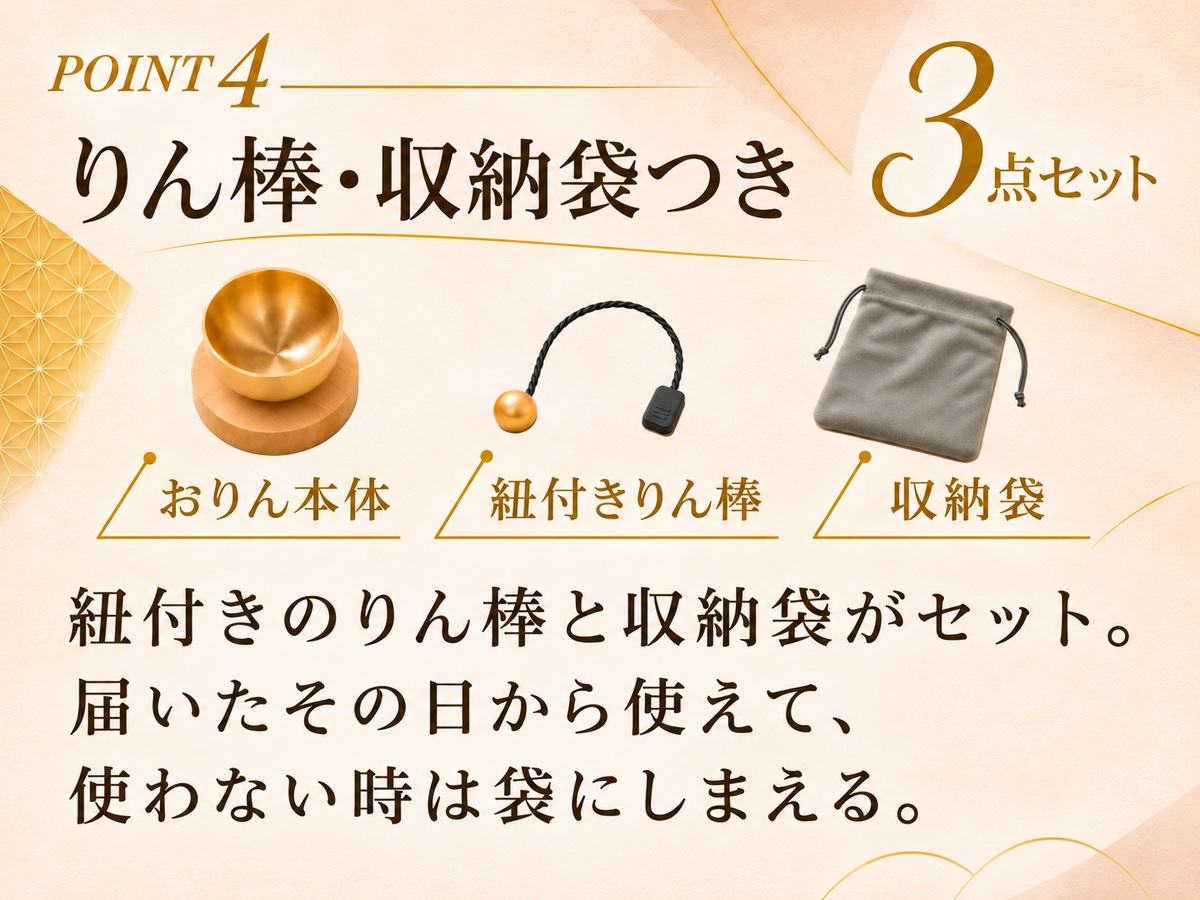 POINT 4
りん棒・収納袋つき
3点セット
おりん本体
紐付きりん棒
収納袋
紐付きのりん棒と収納袋がセット。
届いたその日から使えて、
使わない時は袋にしまえる。